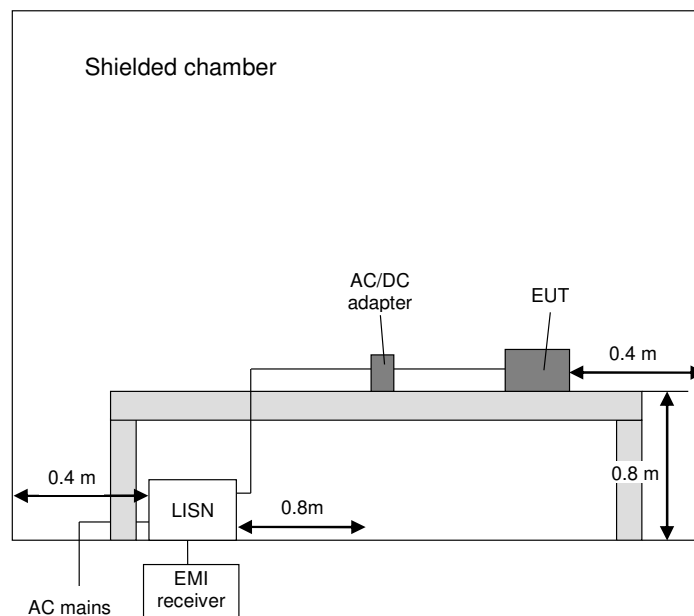 Shielded chamber
AC/DC
adapter
EUT
0.4 m
0.4 m
0.8 m
LISN
0.8m
AC mains
EMI
receiver